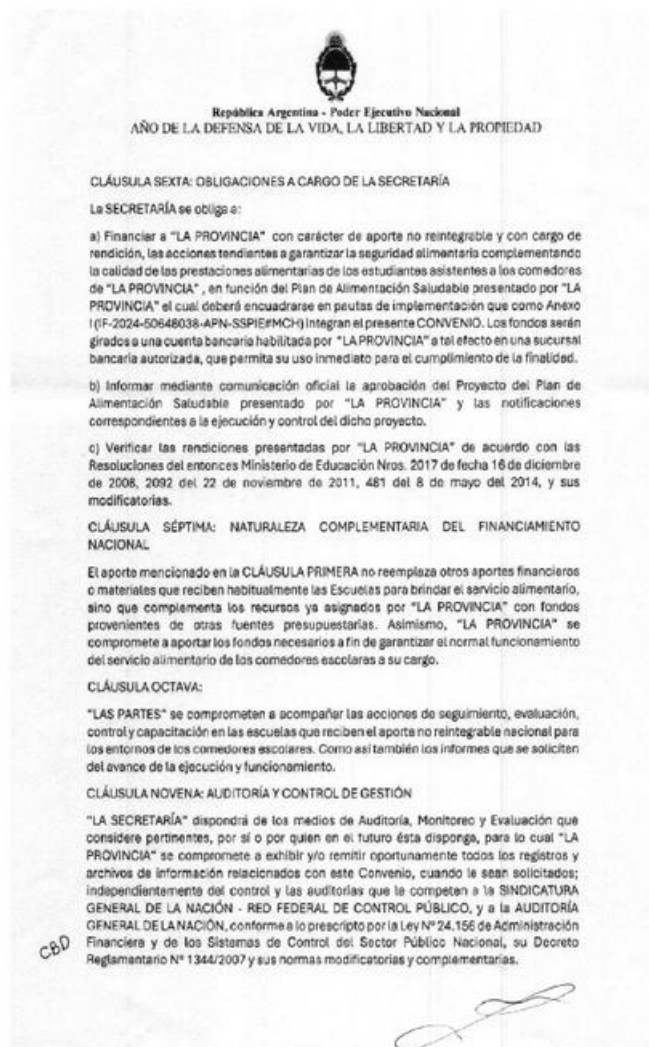 República Argentina - Poder Ejecutivo Nacional
AÑO DE LA DEFENSA DE LA VIDA, LA LIBERTAD Y LA PROPIEDAD
CLÁUSULA SEXTA: OBLIGACIONES A CARGO DE LA SECRETARÍA
La SECRETARÍA se obliga a:
a) Financiar a "LA PROVINCIA" con carácter de aporte no reintegrable y con cargo de
rendición, las acciones tendientes a garantizar la seguridad alimentaria complementando
la calidad de las prestaciones alimentarias de los estudiantes asistentes a los comedores
de "LA PROVINCIA" , en función del Plan de Alimentación Saludable presentado por "LA
PROVINCIA" el cual deberá encuadrarse en pautas de implementación que como Anexo
I (IF-2024-50648038-APN-SSPIE#MCH) integran el presente CONVENIO. Los fondos serán
girados a una cuenta bancaria habilitada por "LA PROVINCIA" a tal efecto en una sucursal
bancaria autorizada, que permita su uso inmediato para el cumplimiento de la finalidad.
b) Informar mediante comunicación oficial la aprobación del Proyecto del Plan de
Alimentación Saludable presentado por "LA PROVINCIA" y las notificaciones
correspondientes a la ejecución y control del dicho proyecto.
c) Verificar las rendiciones presentadas por "LA PROVINCIA" de acuerdo con las
Resoluciones del entonces Ministerio de Educación Nros. 2017 de fecha 16 de diciembre
de 2008, 2092 del 22 de noviembre de 2011, 481 del 8 de mayo del 2014, y sus
modificatorias.
CLÁUSULA SÉPTIMA: NATURALEZA COMPLEMENTARIA DEL FINANCIAMIENTO
NACIONAL
El aporte mencionado en la CLÁUSULA PRIMERA no reemplaza otros aportes financieros
o materiales que reciben habitualmente las Escuelas para brindar el servicio alimentario,
sino que complementa los recursos ya asignados por "LA PROVINCIA" con fondos
provenientes de otras fuentes presupuestarias. Asimismo, "LA PROVINCIA" se
compromete a aportar los fondos necesarios a fin de garantizar el normal funcionamiento
del servicio alimentario de los comedores escolares a su cargo.
CLÁUSULA OCTAVA:
"LAS PARTES" se comprometen a acompañar las acciones de seguimiento, evaluación,
control y capacitación en las escuelas que reciben el aporte no reintegrable nacional para
los entornos de los comedores escolares. Como así también los informes que se soliciten
del avance de la ejecución y funcionamiento.
CLÁUSULA NOVENA: AUDITORÍA Y CONTROL DE GESTIÓN
"LA SECRETARÍA" dispondrá de los medios de Auditoría, Monitoreo y Evaluación que
considere pertinentes, por sí o por quien en el futuro ésta disponga, para lo cual "LA
PROVINCIA" se compromete a exhibir y/o remitir oportunamente todos los registros y
archivos de información relacionados con este Convenio, cuando le sean solicitados;
independientemente del control y las auditorias que le competen a la SINDICATURA
GENERAL DE LA NACIÓN - RED FEDERAL DE CONTROL PÚBLICO, y a la AUDITORÍA
GENERAL DE LA NACIÓN, conforme a lo prescripto por la Ley Nº 24.156 de Administración
Financiera y de los Sistemas de Control del Sector Público Nacional, su Decreto
Reglamentario Nº 1344/2007 y sus normas modificatorias y complementarias.
CBD